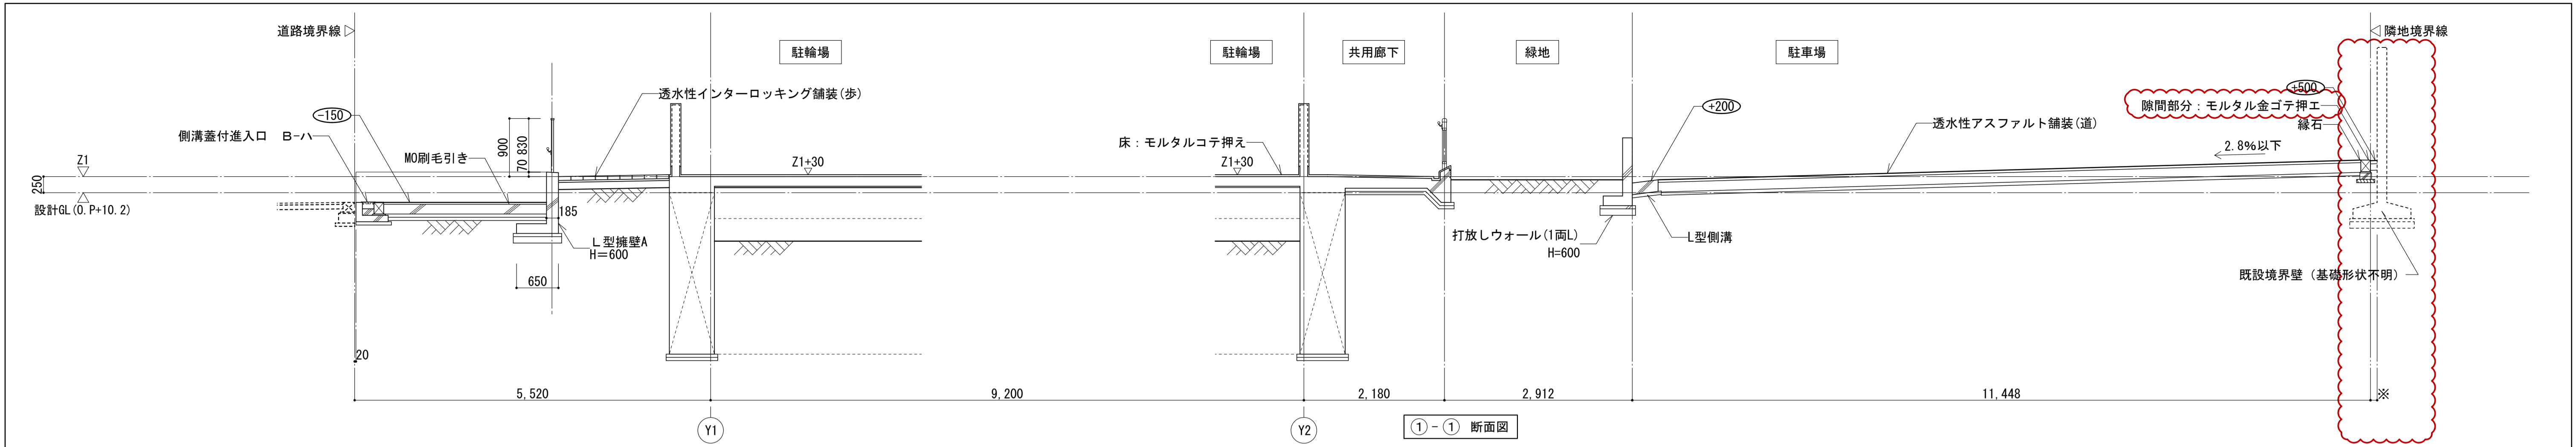 道路境界線
隣地境界線
駐輪場
駐輪場
共用廊下
緑地
駐車場
透水性インターロッキング舗装(歩)
-150
+200
+500
側溝蓋付進入口 B-ハ
隙間部分：モルタル金ゴテ押エ
900
70 830
床：モルタルコテ押え
透水性アスファルト舗装(道)
縁石
MO刷毛引き
2.8%以下
Z1
Z1+30
Z1+30
250
設計GL(0.P+10.2)
185
L型擁壁A
H=600
打放しウォール(1両L)
H=600
L型側溝
650
既設境界壁（基礎形状不明）
20
5,520
9,200
2,180
2,912
11,448
※
Y1
Y2
①-① 断面図